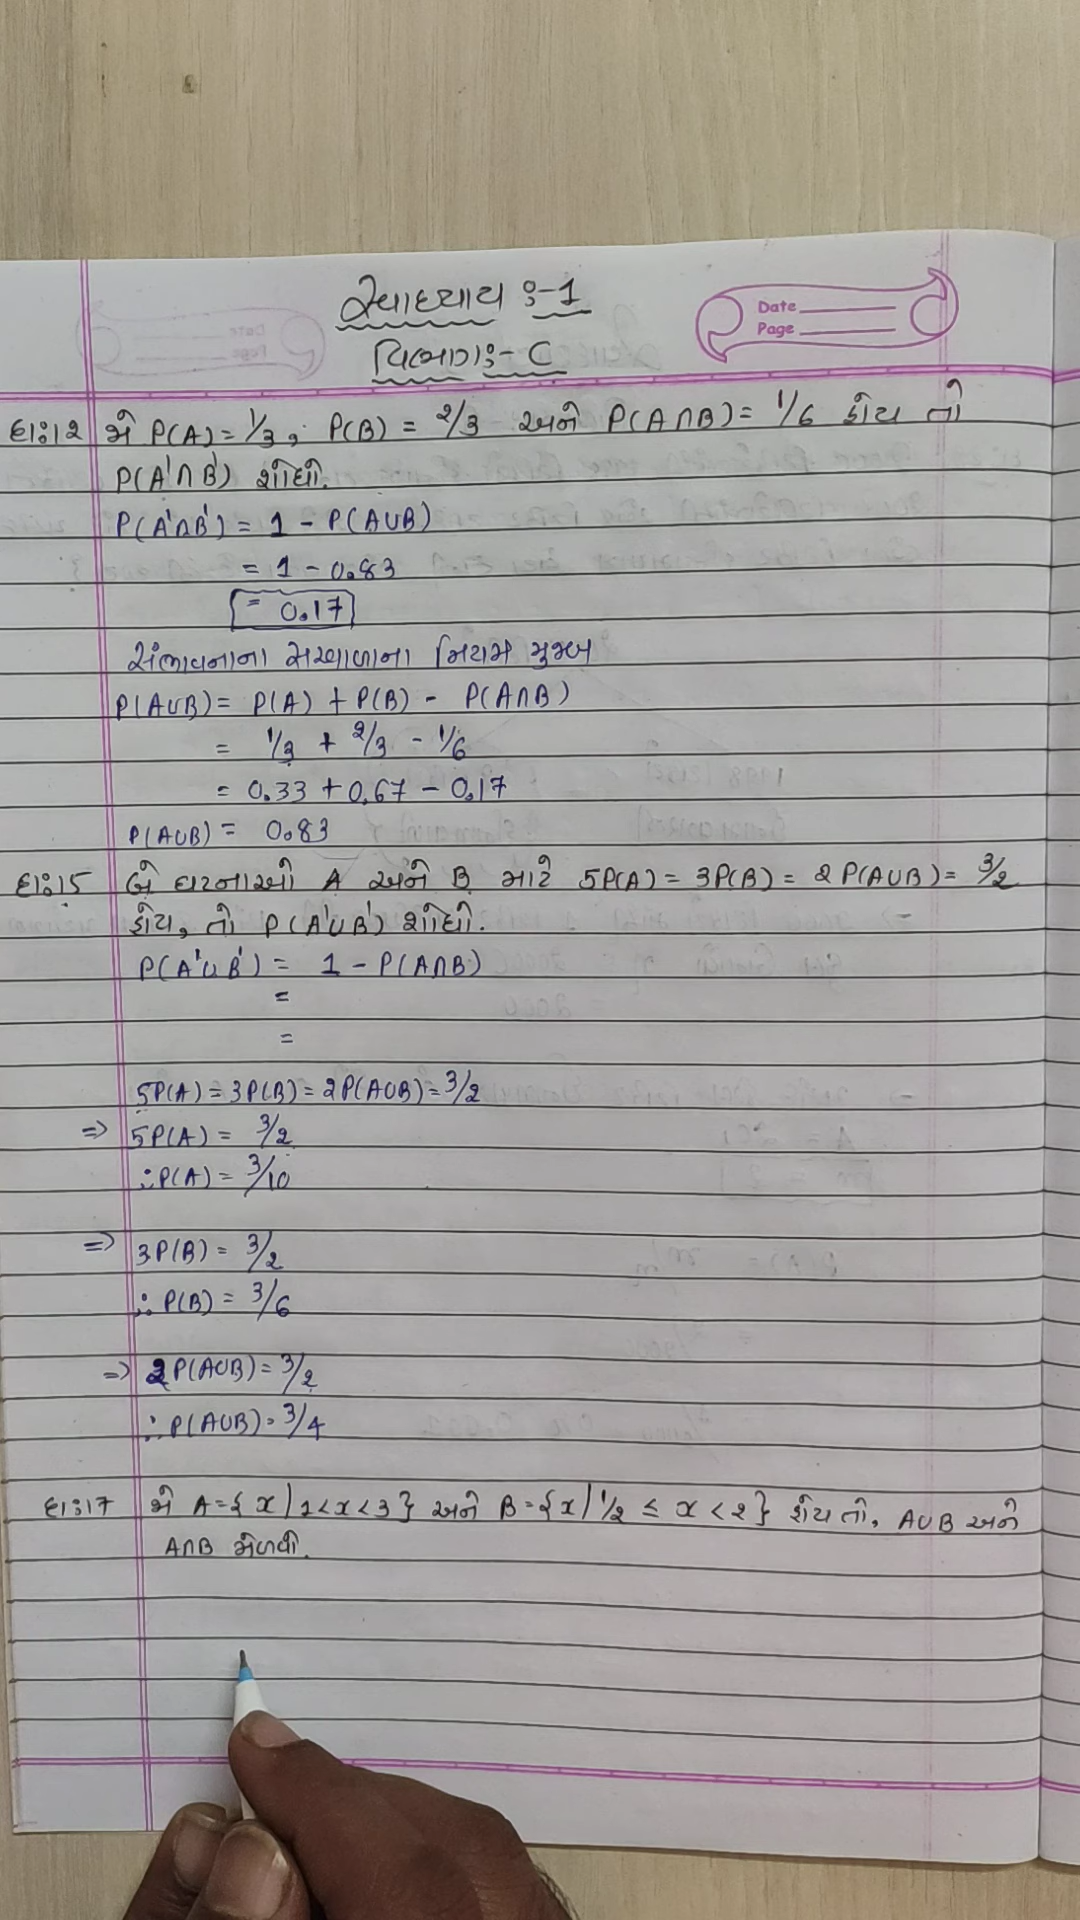 સ્વાધ્યાય ઃ-1
વિભાગ ઃ- C
Date
Page
દાઃ12 જો P(A) = 1/3, P(B) = 2/3 અને P(A∩B) = 1/6 હોય તો
P(A'∩B') શોધો.
P(A'∩B') = 1 - P(A∪B)
= 1 - 0.83
= 0.17
સંભાવનાના સરવાળાના નિયમ મુજબ
P(A∪B) = P(A) + P(B) - P(A∩B)
= 1/3 + 2/3 - 1/6
= 0.33 + 0.67 - 0.17
P(A∪B) = 0.83
દાઃ15 બે ઘટનાઓ A અને B માટે 5P(A) = 3P(B) = 2P(A∪B) = 3/2
હોય, તો P(A'∪B') શોધો.
P(A'∪B') = 1 - P(A∩B)
=
=
5P(A) = 3P(B) = 2P(A∪B) = 3/2
⇒ 5P(A) = 3/2
∴ P(A) = 3/10
⇒ 3P(B) = 3/2
∴ P(B) = 3/6
⇒ 2P(A∪B) = 3/2
∴ P(A∪B) = 3/4
દાઃ17 જો A = {x | 1 < x < 3} અને B = {x | 1/2 ≤ x < 2} હોય તો, A∪B અને
A∩B મેળવો.